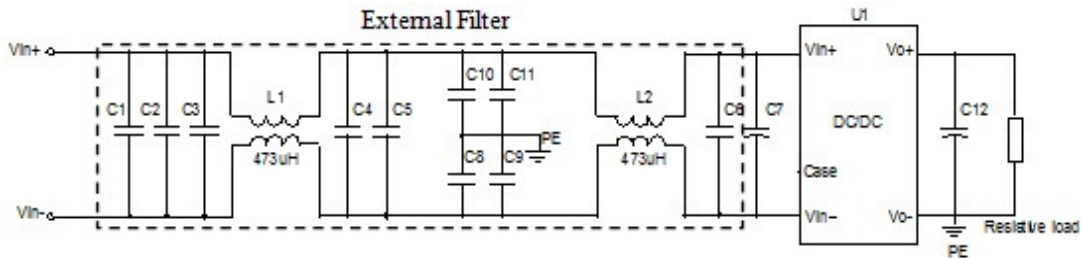 External Filter
U1
Vin+
C1
C2
C3
L1
473uH
C4
C5
C10
C11
C8
C9
PE
L2
473uH
C6
C7
Vin+
Vo+
DC/DC
Case
Vin-
Vo-
C12
Vin-
PE
Resistive load